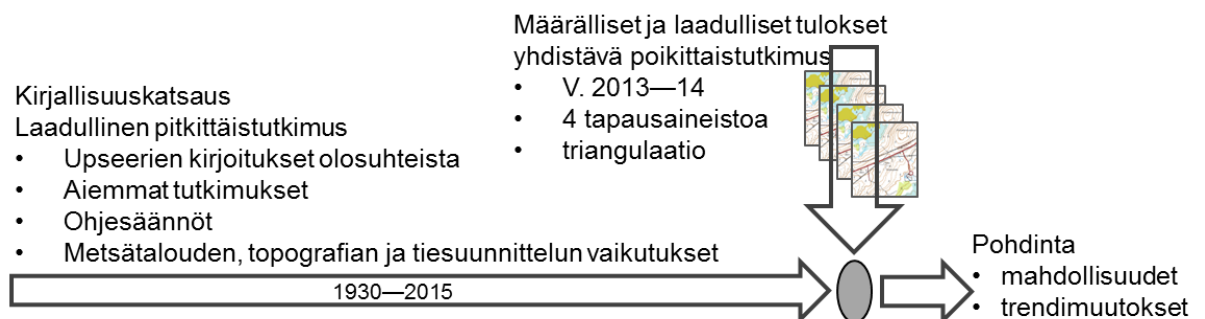 Määrälliset ja laadulliset tulokset
yhdistävä poikittaistutkimus
• V. 2013—14
• 4 tapausaineistoa
• triangulaatio
Kirjallisuuskatsaus
Laadullinen pitkittäistutkimus
• Upseerien kirjoitukset olosuhteista
• Aiemmat tutkimukset
• Ohjesäännöt
• Metsätalouden, topografian ja tiesuunnittelun vaikutukset
1930—2015
Pohdinta
• mahdollisuudet
• trendimuutokset